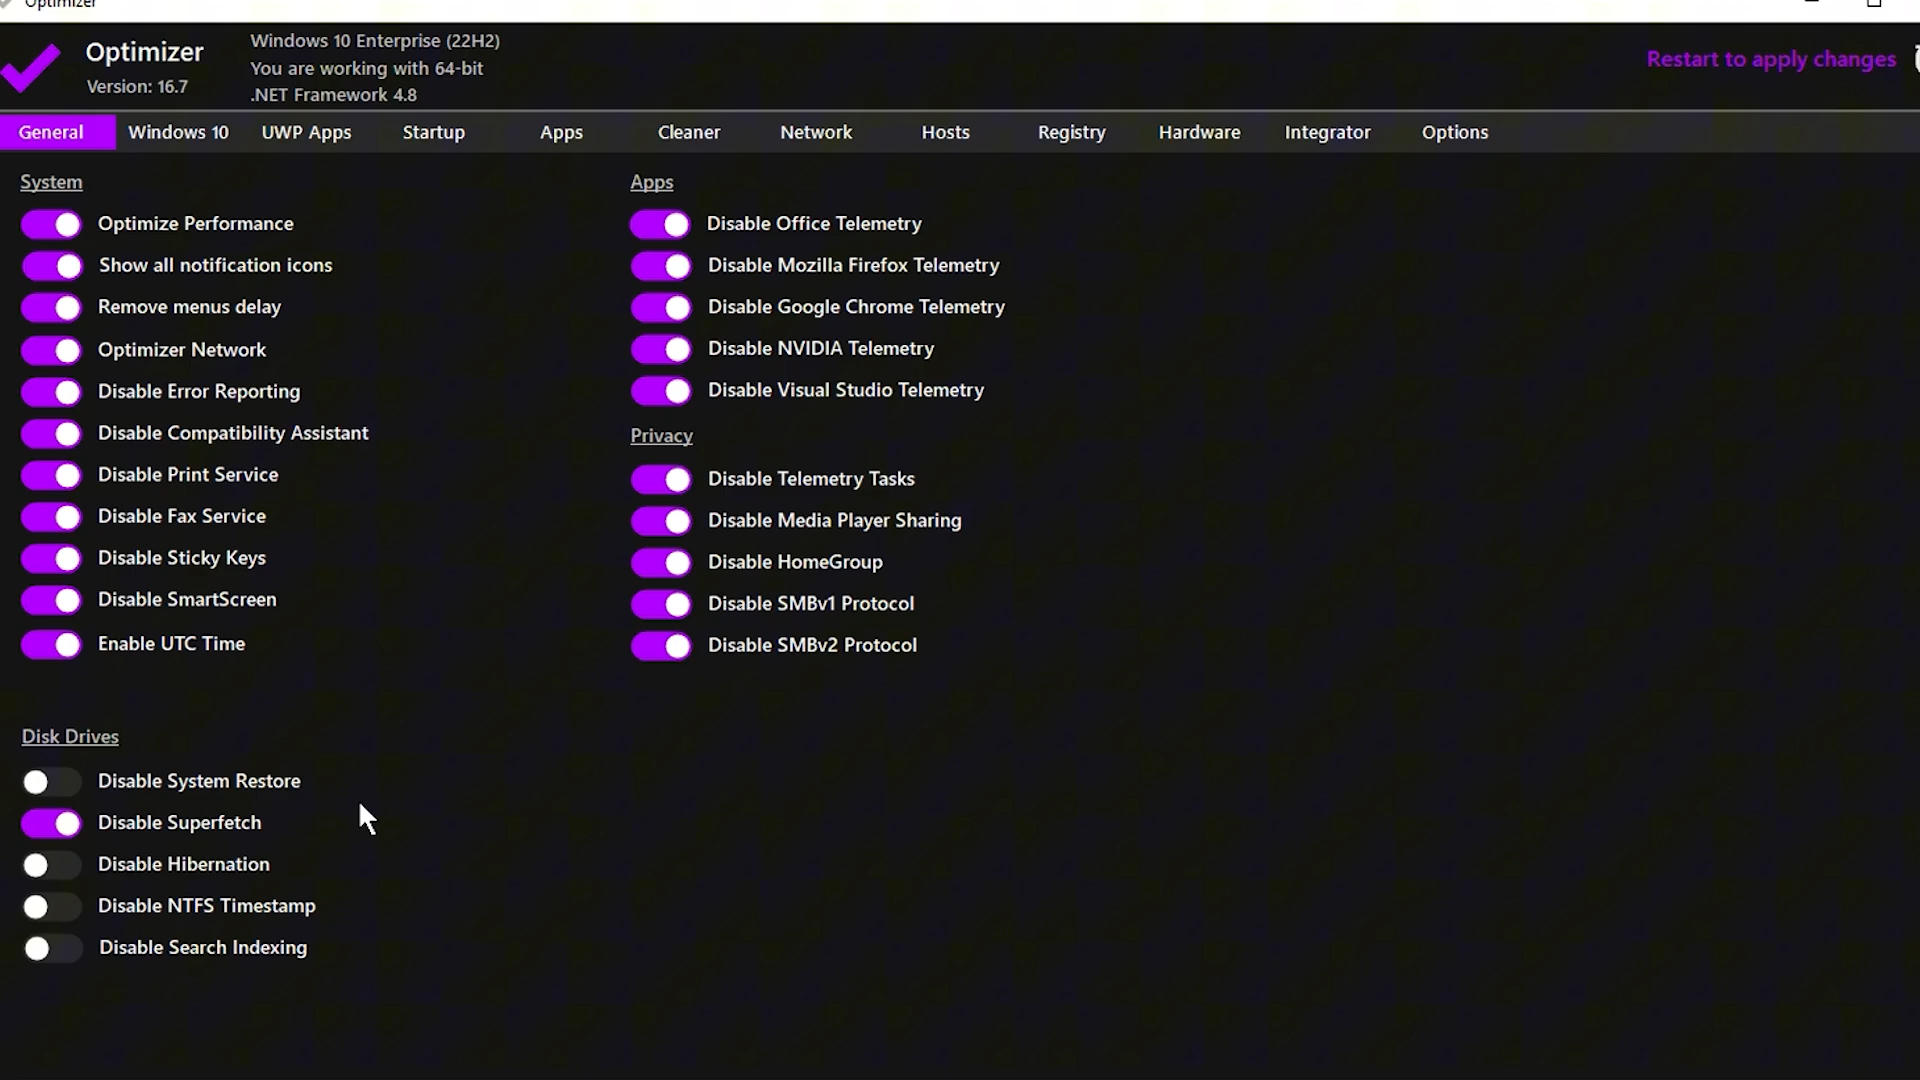 Optimizer
Optimizer
Version: 16.7
Windows 10 Enterprise (22H2)
You are working with 64-bit
.NET Framework 4.8
Restart to apply changes
General
Windows 10
UWP Apps
Startup
Apps
Cleaner
Network
Hosts
Registry
Hardware
Integrator
Options
System
Optimize Performance
Show all notification icons
Remove menus delay
Optimizer Network
Disable Error Reporting
Disable Compatibility Assistant
Disable Print Service
Disable Fax Service
Disable Sticky Keys
Disable SmartScreen
Enable UTC Time
Disk Drives
Disable System Restore
Disable Superfetch
Disable Hibernation
Disable NTFS Timestamp
Disable Search Indexing
Apps
Disable Office Telemetry
Disable Mozilla Firefox Telemetry
Disable Google Chrome Telemetry
Disable NVIDIA Telemetry
Disable Visual Studio Telemetry
Privacy
Disable Telemetry Tasks
Disable Media Player Sharing
Disable HomeGroup
Disable SMBv1 Protocol
Disable SMBv2 Protocol